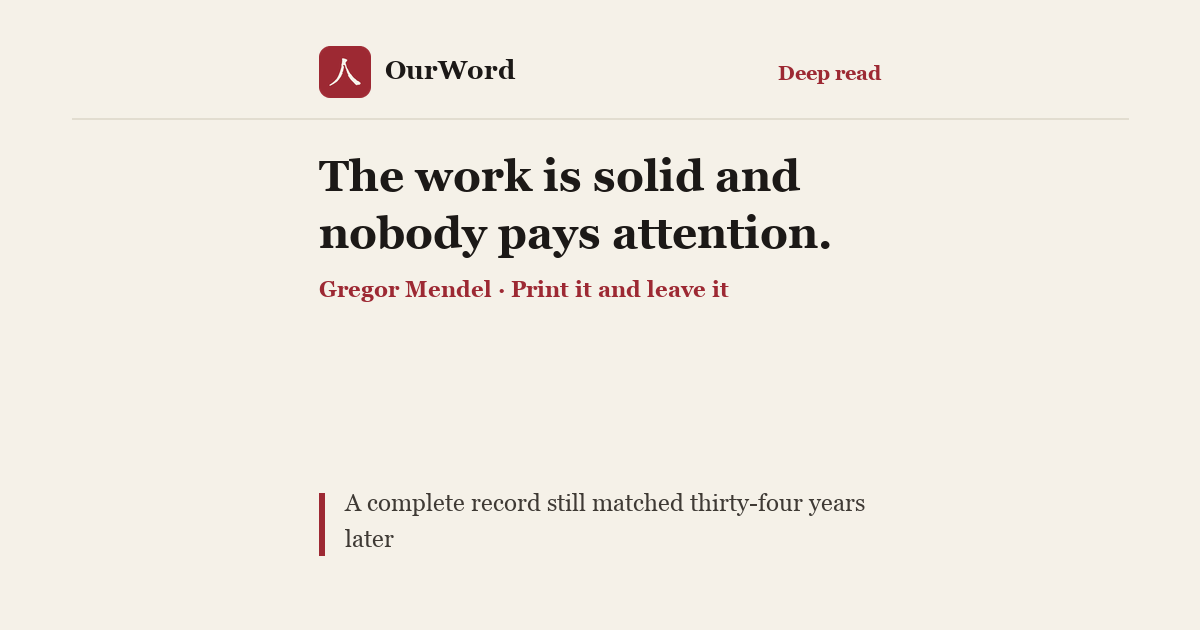 人
OurWord
Deep read
The work is solid and
nobody pays attention.
Gregor Mendel · Print it and leave it
A complete record still matched thirty-four years
later